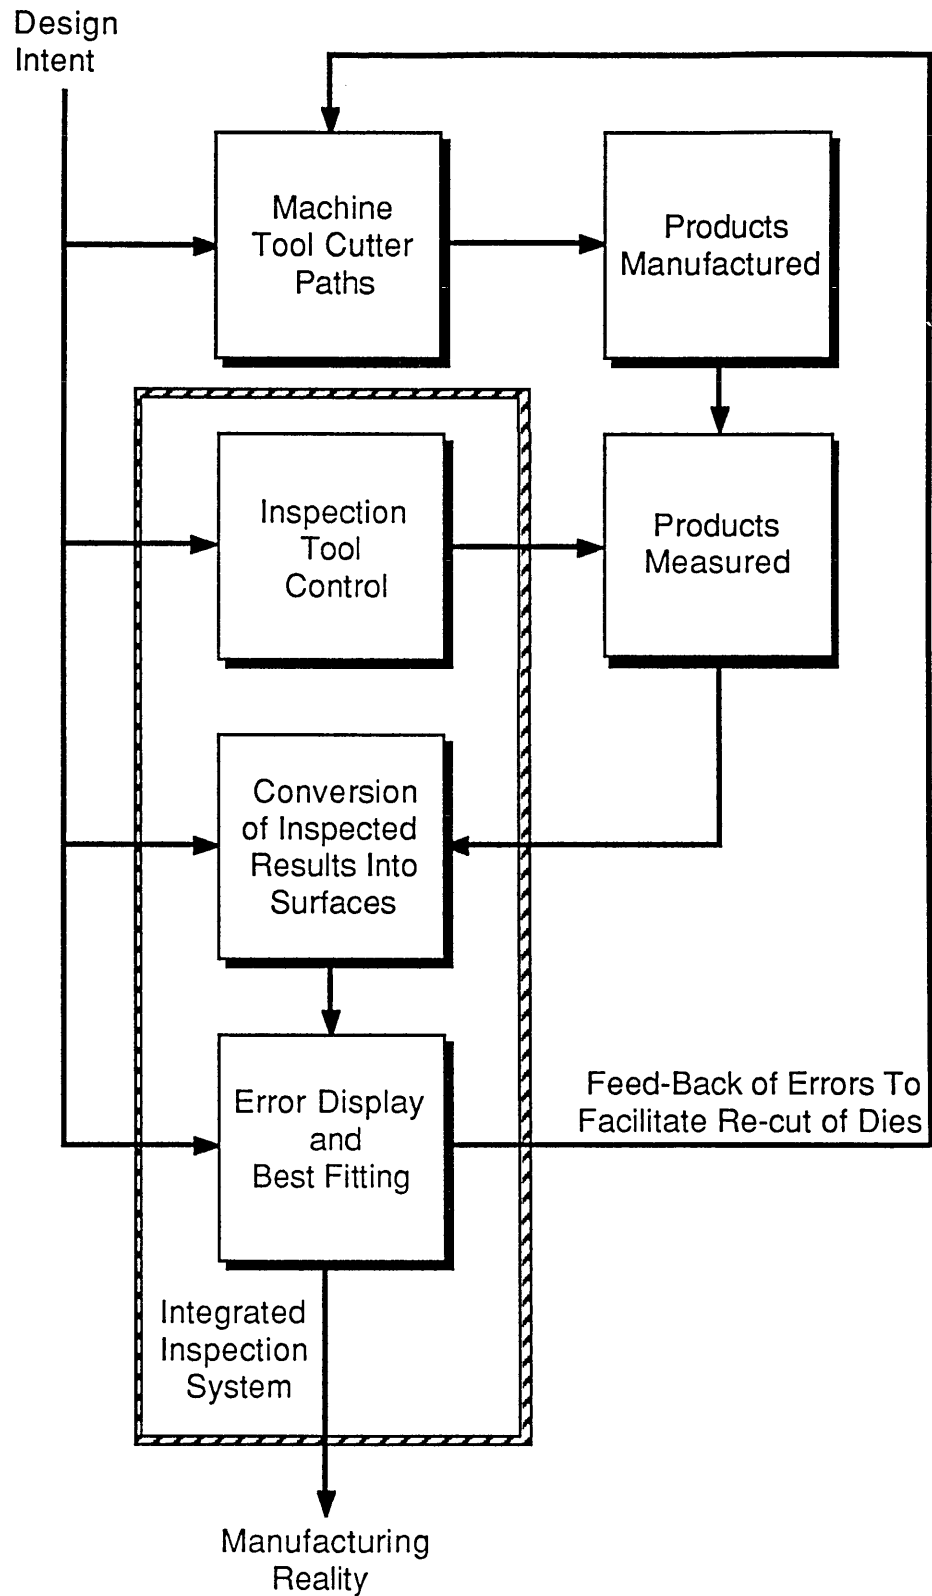 Design
Intent
Machine
Tool Cutter
Paths
Products
Manufactured
Inspection
Tool
Control
Products
Measured
Conversion
of Inspected
Results Into
Surfaces
Error Display
and
Best Fitting
Feed-Back of Errors To
Facilitate Re-cut of Dies
Integrated
Inspection
System
Manufacturing
Reality